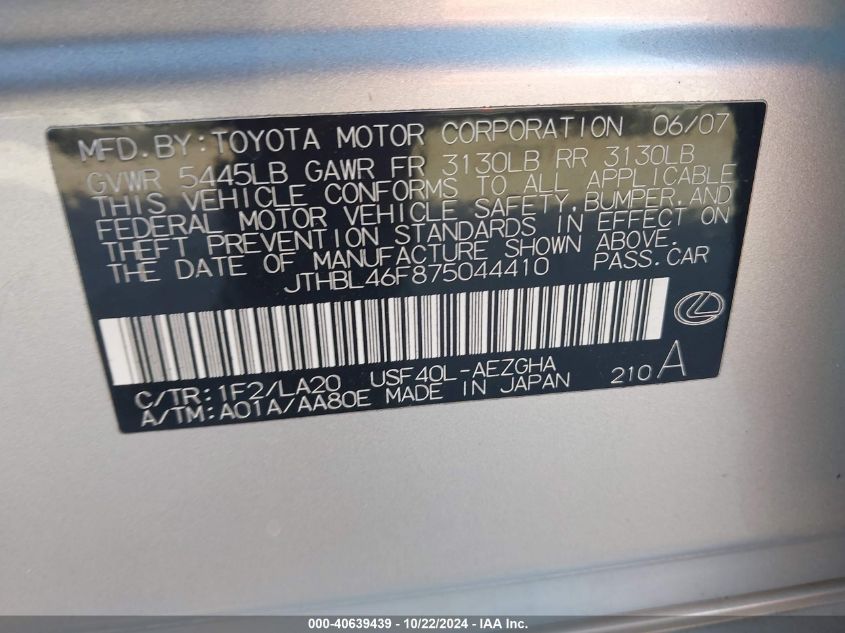 MFD. BY: TOYOTA MOTOR CORPORATION 06/07
GVWR 5445LB GAWR FR 3130LB RR 3130LB
THIS VEHICLE CONFORMS TO ALL APPLICABLE
FEDERAL MOTOR VEHICLE SAFETY, BUMPER, AND
THEFT PREVENTION STANDARDS IN EFFECT ON
THE DATE OF MANUFACTURE SHOWN ABOVE.
JTHBL46F875044410 PASS.CAR
C/TR: 1F2/LA20 USF40L-AEZGHA
A/TM: A01A/AA80E MADE IN JAPAN 210 A
000-40639439 - 10/22/2024 - IAA Inc.